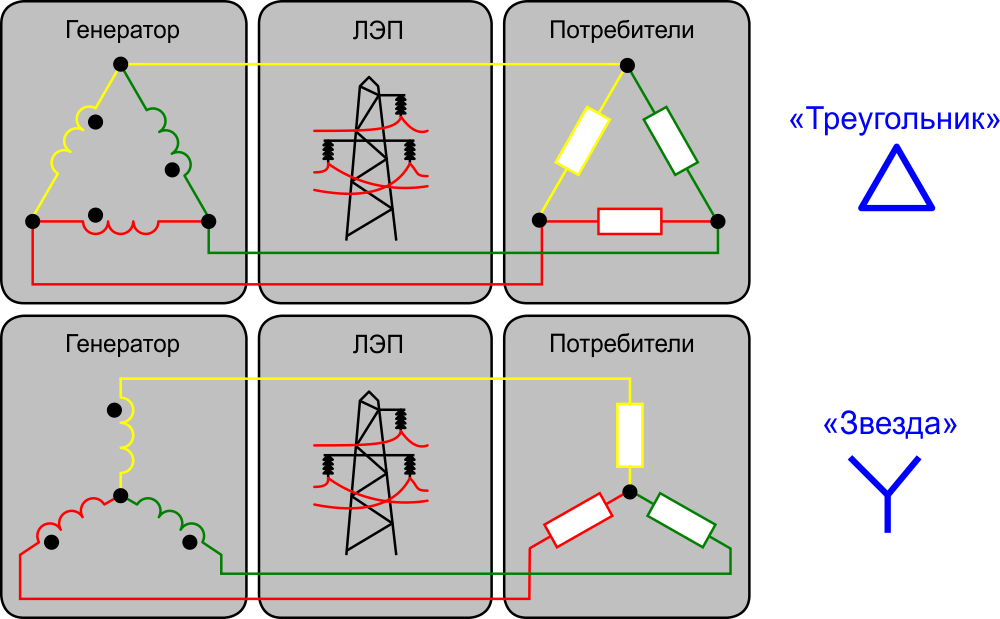 Генератор
ЛЭП
Потребители
«Треугольник»
Генератор
ЛЭП
Потребители
«Звезда»